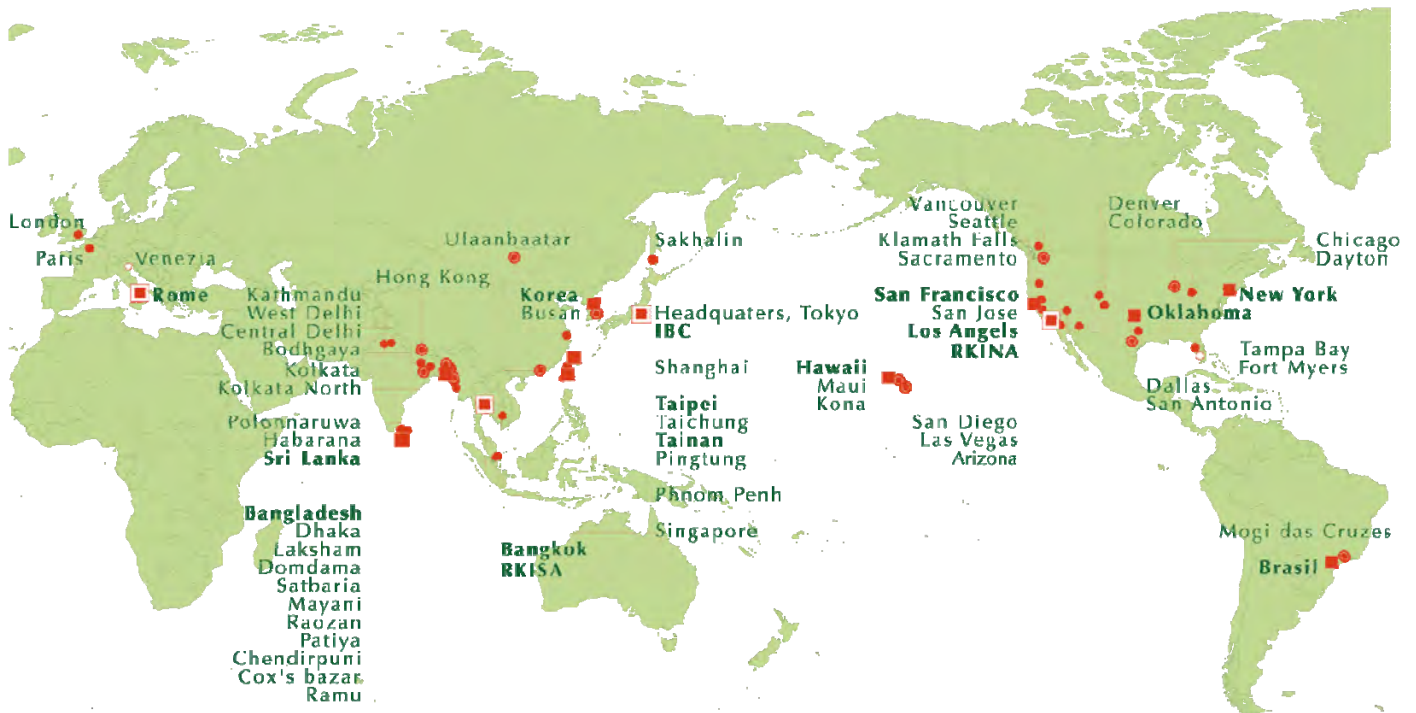 London
Paris
Venezia
Rome
Ulaanbaatar
Hong Kong
Kathmandu
West Delhi
Central Delhi
Bodhgaya
Kolkata
Kolkata North
Polonnaruwa
Habarana
Sri Lanka
Bangladesh
Dhaka
Laksham
Domdama
Satbaria
Mayani
Raozan
Patiya
Chendirpuni
Cox's bazar
Ramu
Korea
Busan
Bangkok
RKISA
Sakhalin
Headquaters, Tokyo
IBC
Shanghai
Taipei
Taichung
Tainan
Pingtung
Phnom Penh
Singapore
Vancouver
Seattle
Klamath Falls
Sacramento
San Francisco
San Jose
Los Angels
RKINA
Hawaii
Maui
Kona
San Diego
Las Vegas
Arizona
Denver
Colorado
Chicago
Dayton
New York
Oklahoma
Tampa Bay
Fort Myers
Dallas
San Antonio
Mogi das Cruzes
Brasil